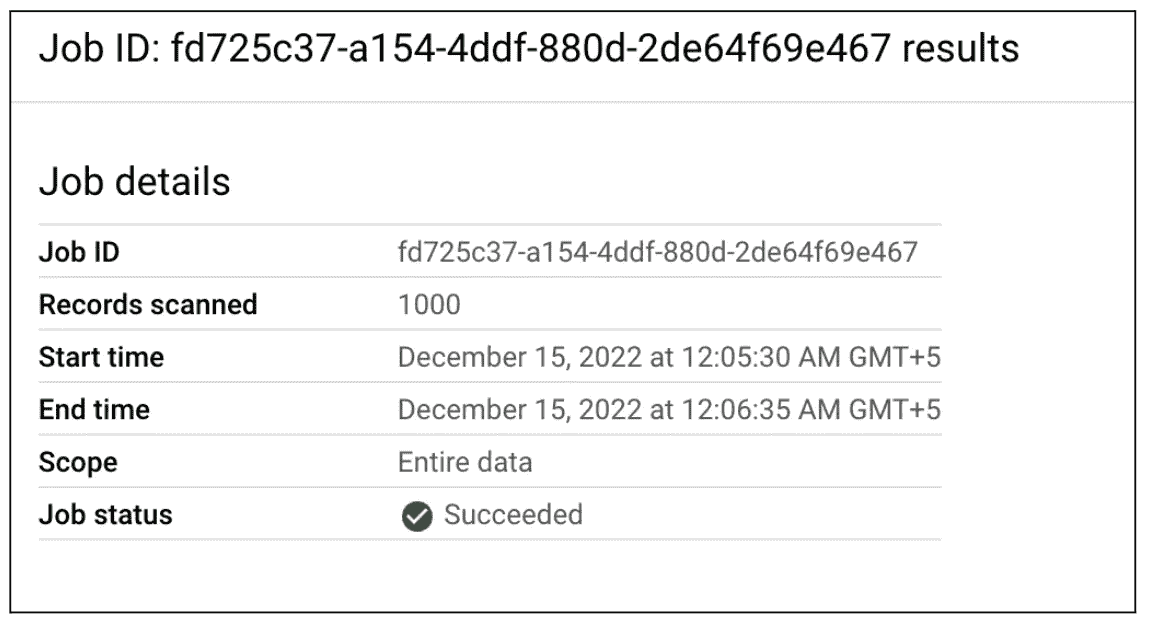 Job ID: fd725c37-a154-4ddf-880d-2de64f69e467 results
Job details
Job ID fd725c37-a154-4ddf-880d-2de64f69e467
Records scanned 1000
Start time December 15, 2022 at 12:05:30 AM GMT+5
End time December 15, 2022 at 12:06:35 AM GMT+5
Scope Entire data
Job status Succeeded